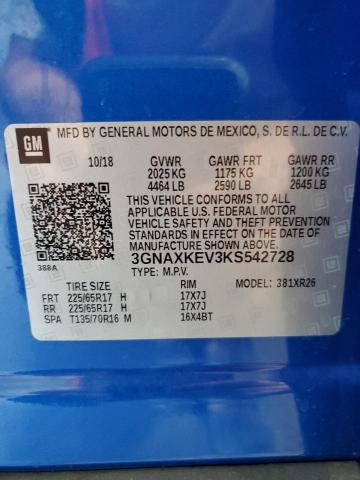 GM
MFD BY GENERAL MOTORS DE MEXICO, S. DE R.L. DE C.V.
10/18 GVWR GAWR FRT GAWR RR
2025 KG 1175 KG 1200 KG
4464 LB 2590 LB 2645 LB
THIS VEHICLE CONFORMS TO ALL
APPLICABLE U.S. FEDERAL MOTOR
VEHICLE SAFETY AND THEFT
PREVENTION STANDARDS IN
EFFECT ON THE DATE OF
MANUFACTURE SHOWN ABOVE.
388A
3GNAXKEV3KS542728
TYPE: M.P.V.
MODEL: 381XR26
TIRE SIZE RIM
FRT 225/65R17 H 17X7J
RR 225/65R17 H 17X7J
SPA T135/70R16 M 16X4BT